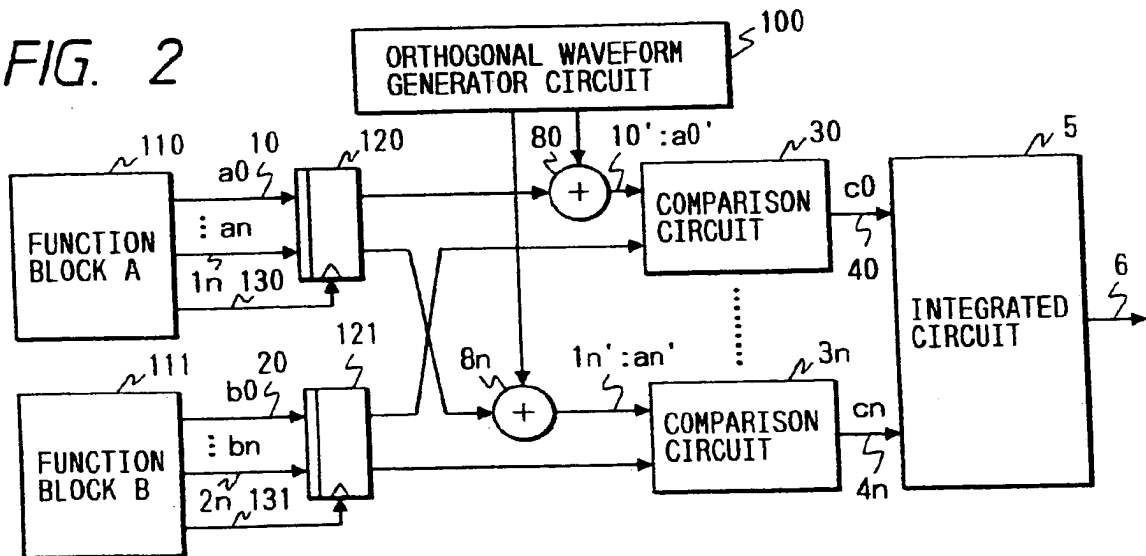 FIG. 2
100
ORTHOGONAL WAVEFORM
GENERATOR CIRCUIT
110
10
120
80
10':a0'
30
5
a0
⋮ an
1n
130
FUNCTION
BLOCK A
+
COMPARISON
CIRCUIT
c0
40
INTEGRATED
CIRCUIT
6
111
20
121
b0
⋮ bn
2n
131
FUNCTION
BLOCK B
8n
+
1n':an'
3n
COMPARISON
CIRCUIT
cn
4n